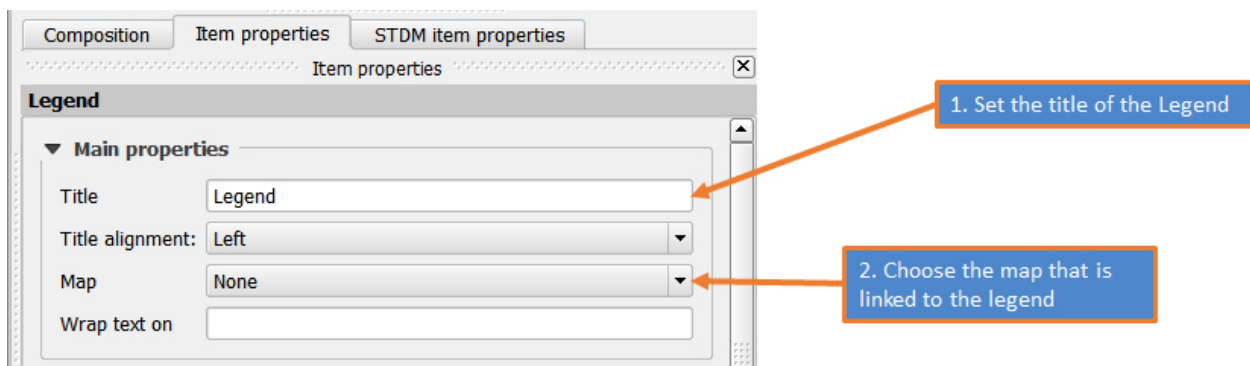 Composition Item properties STDM item properties
Item properties
Legend
Main properties
Title Legend
Title alignment: Left
Map None
Wrap text on
1. Set the title of the Legend
2. Choose the map that is
linked to the legend